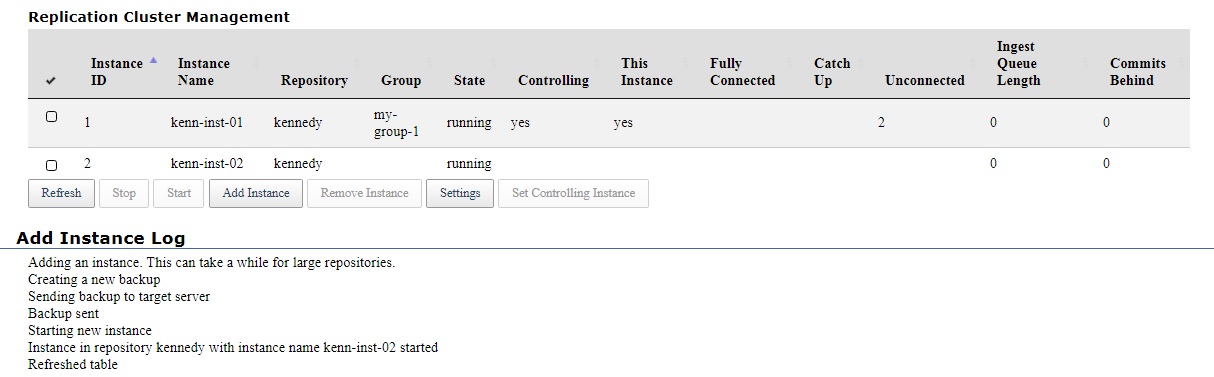 Replication Cluster Management
✓ Instance ID Instance Name Repository Group State Controlling This Instance Fully Connected Catch Up Unconnected Ingest Queue Length Commits Behind
1 kenn-inst-01 kennedy my-group-1 running yes yes 2 0 0
2 kenn-inst-02 kennedy running 0 0
Refresh Stop Start Add Instance Remove Instance Settings Set Controlling Instance
Add Instance Log
Adding an instance. This can take a while for large repositories.
Creating a new backup
Sending backup to target server
Backup sent
Starting new instance
Instance in repository kennedy with instance name kenn-inst-02 started
Refreshed table